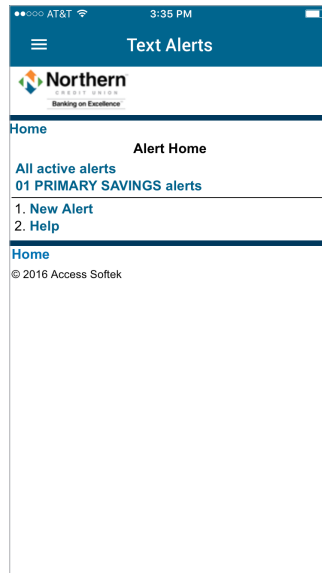 AT&T 3:35 PM
Text Alerts
Northern
CREDIT UNION
Banking on Excellence
Home
Alert Home
All active alerts
01 PRIMARY SAVINGS alerts
1. New Alert
2. Help
Home
© 2016 Access Softek